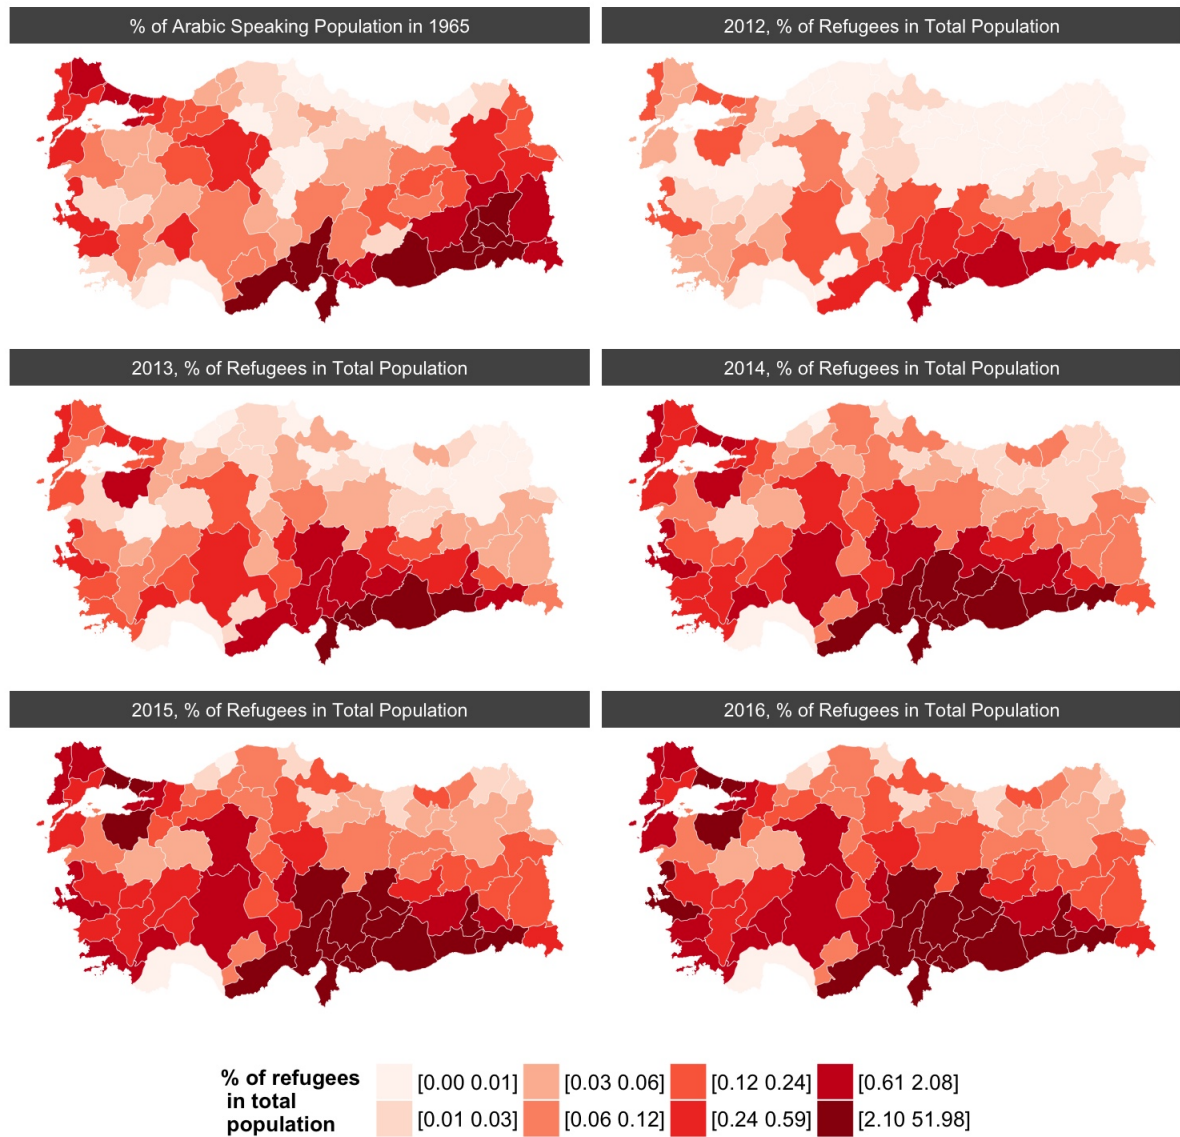 % of Arabic Speaking Population in 1965
2012, % of Refugees in Total Population
2013, % of Refugees in Total Population
2014, % of Refugees in Total Population
2015, % of Refugees in Total Population
2016, % of Refugees in Total Population
% of refugees
in total
population
[0.00 0.01]
[0.03 0.06]
[0.12 0.24]
[0.61 2.08]
[0.01 0.03]
[0.06 0.12]
[0.24 0.59]
[2.10 51.98]